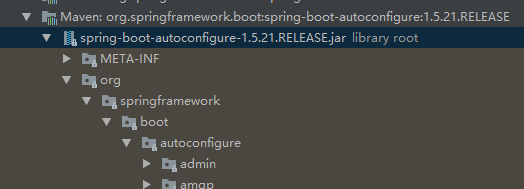 Maven: org.springframework.boot:spring-boot-autoconfigure:1.5.21.RELEASE
spring-boot-autoconfigure-1.5.21.RELEASE.jar library root
META-INF
org
springframework
boot
autoconfigure
admin
amqp